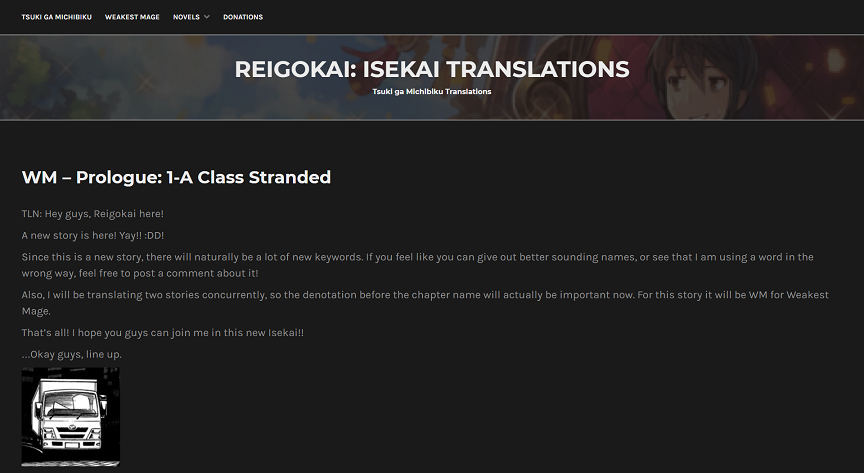 TSUKI GA MICHIBIKU WEAKEST MAGE NOVELS DONATIONS
REIGOKAI: ISEKAI TRANSLATIONS
Tsuki ga Michibiku Translations
WM – Prologue: 1-A Class Stranded
TLN: Hey guys, Reigokai here!
A new story is here! Yay!! :DD!
Since this is a new story, there will naturally be a lot of new keywords. If you feel like you can give out better sounding names, or see that I am using a word in the
wrong way, feel free to post a comment about it!
Also, I will be translating two stories concurrently, so the denotation before the chapter name will actually be important now. For this story it will be WM for Weakest
Mage.
That's all! I hope you guys can join me in this new Isekai!!
…Okay guys, line up.